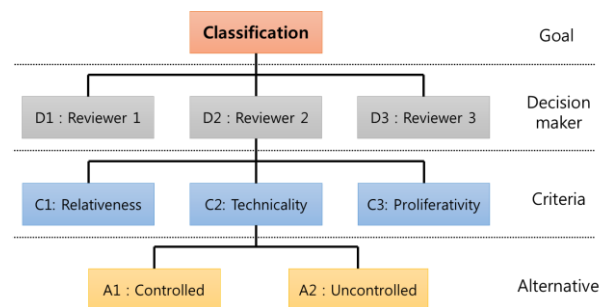 Classification
Goal
D1 : Reviewer 1
D2 : Reviewer 2
D3 : Reviewer 3
Decision
maker
C1: Relativeness
C2: Technicality
C3: Proliferativity
Criteria
A1 : Controlled
A2 : Uncontrolled
Alternative